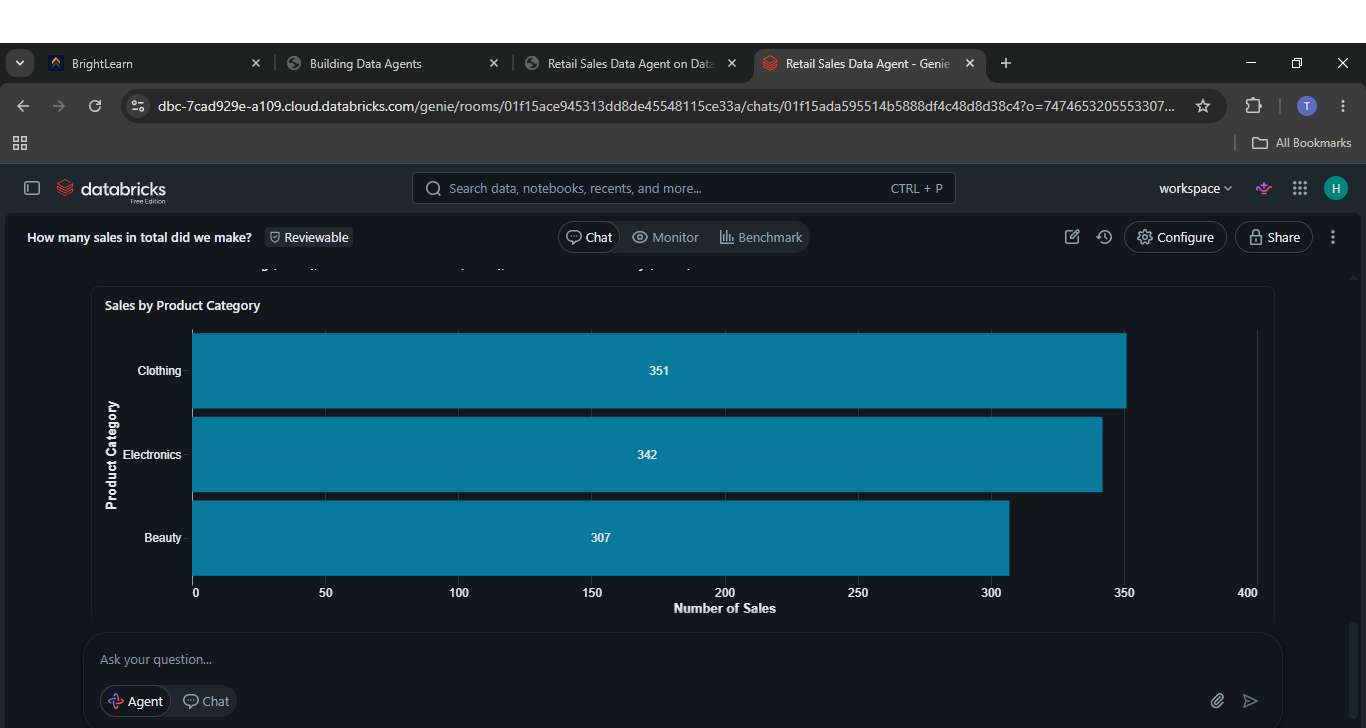 BrightLearn
Building Data Agents
Retail Sales Data Agent on Data
Retail Sales Data Agent - Genie
dbc-7cad929e-a109.cloud.databricks.com/genie/rooms/01f15ace945313dd8de45548115ce33a/chats/01f15ada595514b5888df4c48d8d38c4?o=7474653205553307...
T
All Bookmarks
databricks
Free Edition
Search data, notebooks, recents, and more...
CTRL + P
workspace
H
How many sales in total did we make?
Reviewable
Chat
Monitor
Benchmark
Configure
Share
Sales by Product Category
Product Category
Clothing
351
Electronics
342
Beauty
307
0 50 100 150 200 250 300 350 400
Number of Sales
Ask your question...
Agent
Chat